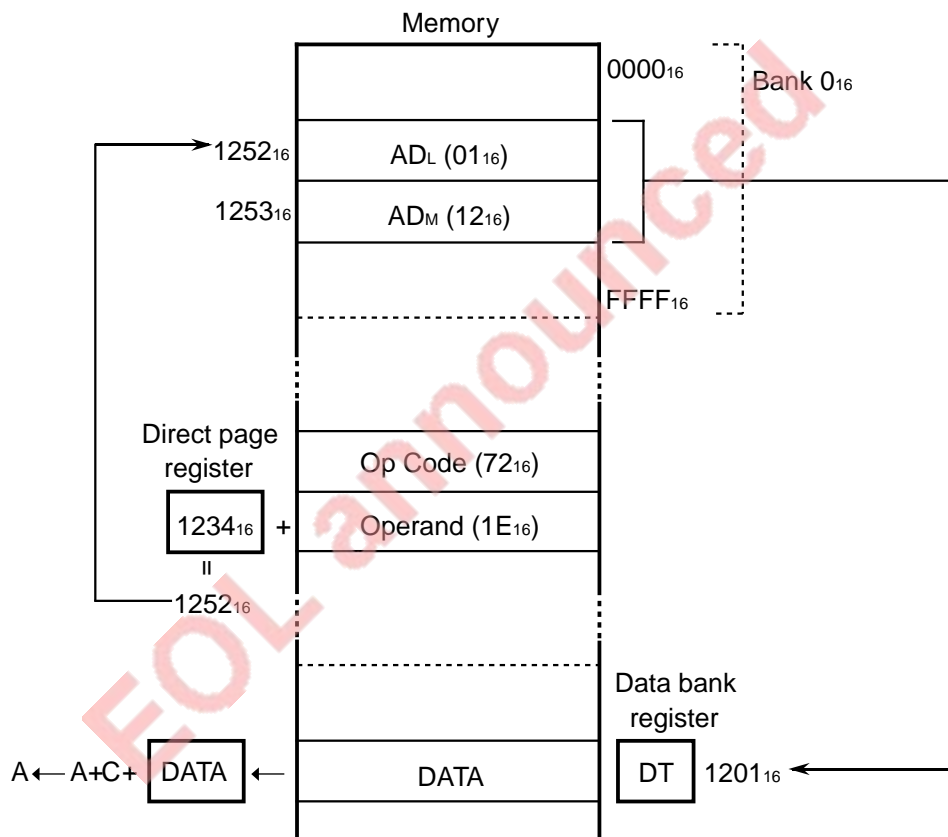 Memory
0000₁₆
Bank 0₁₆
1252₁₆
AD_L (01₁₆)
1253₁₆
AD_M (12₁₆)
FFFF₁₆
Direct page
register
Op Code (72₁₆)
1234₁₆ +
Operand (1E₁₆)
=
1252₁₆
Data bank
register
A ← A+C+ DATA ←
DATA
DT 1201₁₆
EOL announced